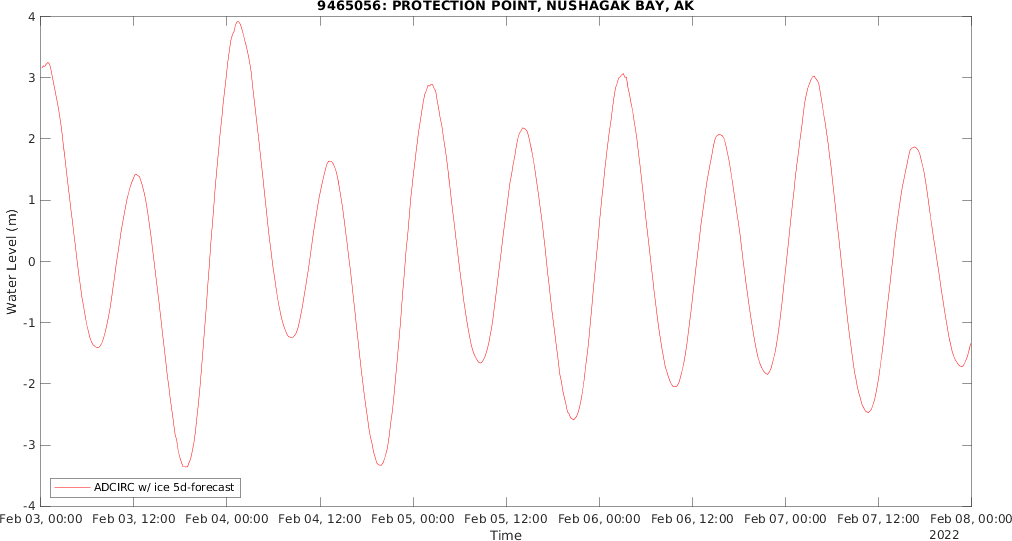 9465056: PROTECTION POINT, NUSHAGAK BAY, AK
Water Level (m)
4
3
2
1
0
-1
-2
-3
-4
ADCIRC w/ ice 5d-forecast
Feb 03, 00:00 Feb 03, 12:00 Feb 04, 00:00 Feb 04, 12:00 Feb 05, 00:00 Feb 05, 12:00 Feb 06, 00:00 Feb 06, 12:00 Feb 07, 00:00 Feb 07, 12:00 Feb 08, 00:00
Time
2022